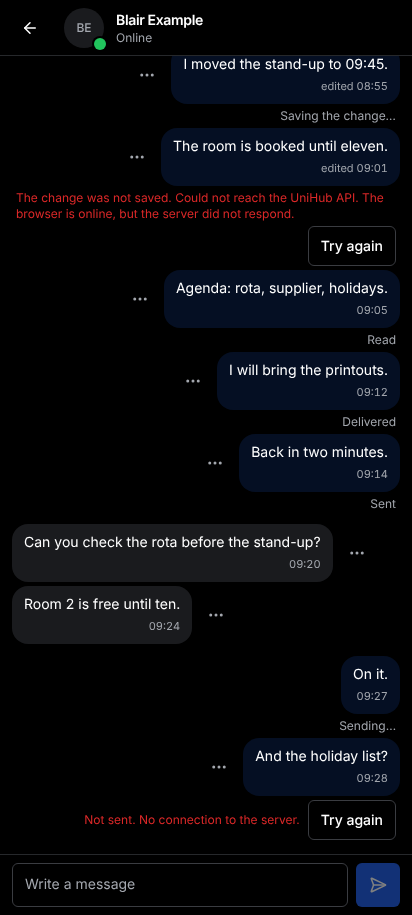 BE
Blair Example
Online
I moved the stand-up to 09:45.
edited 08:55
Saving the change...
The room is booked until eleven.
edited 09:01
The change was not saved. Could not reach the UniHub API. The
browser is online, but the server did not respond.
Try again
Agenda: rota, supplier, holidays.
09:05
Read
I will bring the printouts.
09:12
Delivered
Back in two minutes.
09:14
Sent
Can you check the rota before the stand-up?
09:20
Room 2 is free until ten.
09:24
On it.
09:27
Sending...
And the holiday list?
09:28
Not sent. No connection to the server.
Try again
Write a message